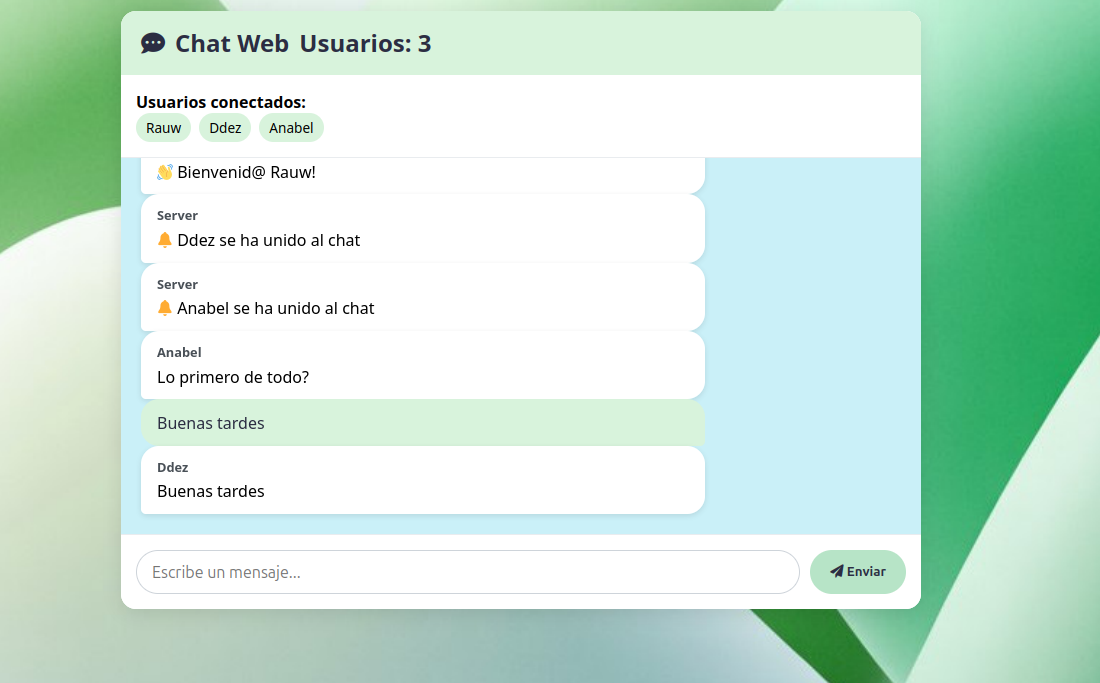 Chat Web Usuarios: 3
Usuarios conectados:
Rauw Ddez Anabel
👋 Bienvenid@ Rauw!
Server
🔔 Ddez se ha unido al chat
Server
🔔 Anabel se ha unido al chat
Anabel
Lo primero de todo?
Buenas tardes
Ddez
Buenas tardes
Escribe un mensaje...
Enviar